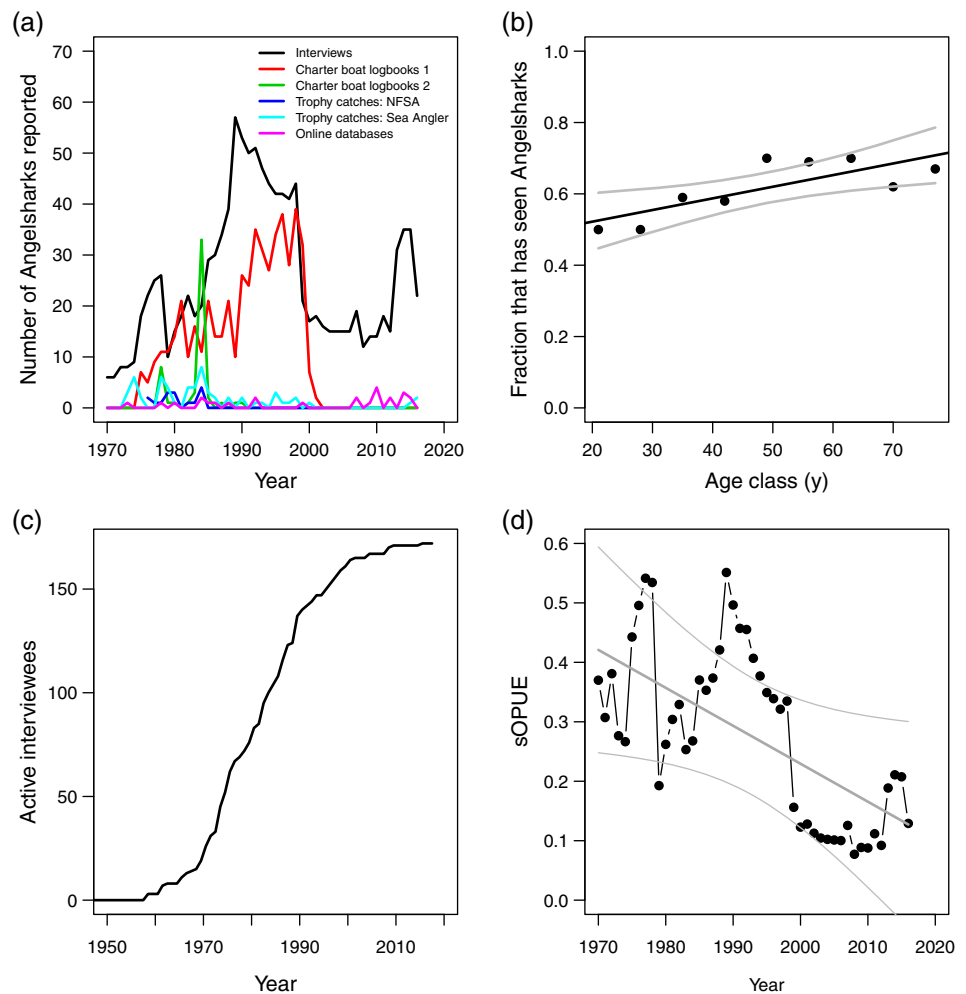 (a)
Number of Angelsharks reported
70
60
50
40
30
20
10
0
Interviews
Charter boat logbooks 1
Charter boat logbooks 2
Trophy catches: NFSA
Trophy catches: Sea Angler
Online databases
1970 1980 1990 2000 2010 2020
Year
(b)
Fraction that has seen Angelsharks
1.0
0.8
0.6
0.4
0.2
0.0
20 30 40 50 60 70
Age class (y)
(c)
Active interviewees
150
100
50
0
1950 1970 1990 2010
Year
(d)
sOPUE
0.6
0.5
0.4
0.3
0.2
0.1
0.0
1970 1980 1990 2000 2010 2020
Year